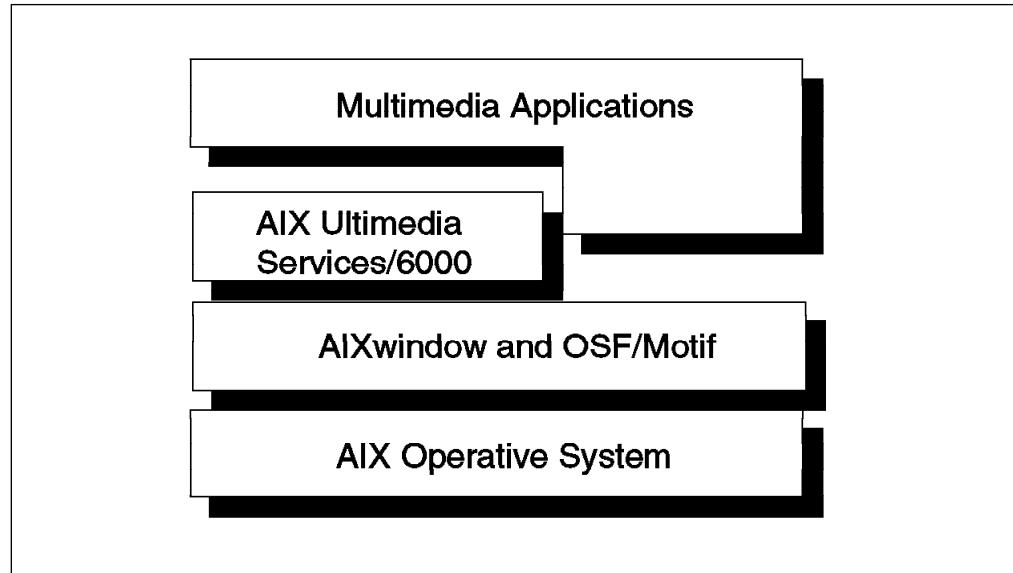 Multimedia Applications
AIX Ultimedia
Services/6000
AIXwindow and OSF/Motif
AIX Operative System